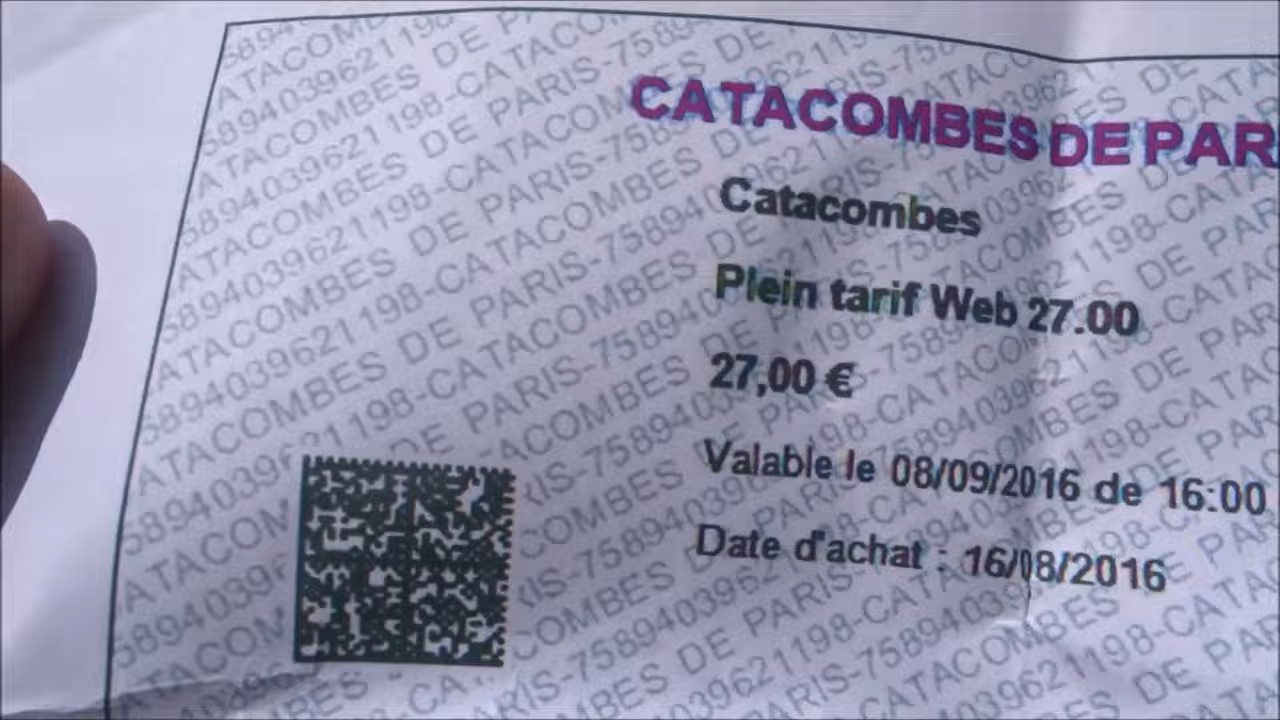 CATACOMBES DE PAR
Catacombes
Plein tarif Web 27.00
27,00 €
Valable le 08/09/2016 de 16:00
Date d'achat : 16/08/2016